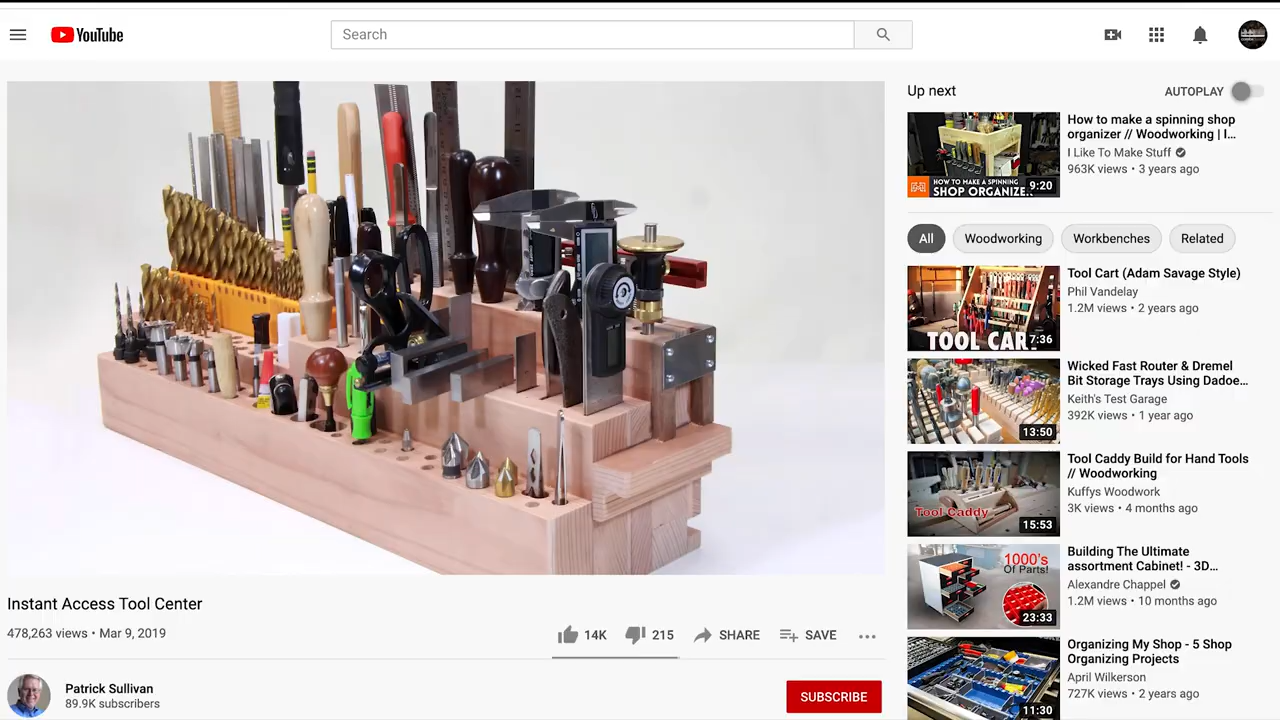 YouTube
Search
Up next
AUTOPLAY
How to make a spinning shop
organizer // Woodworking | I...
I Like To Make Stuff
963K views • 3 years ago
HOW TO MAKE A SPINNING
SHOP ORGANIZER
9:20
All
Woodworking
Workbenches
Related
Tool Cart (Adam Savage Style)
Phil Vandelay
1.2M views • 2 years ago
TOOL CAR
7:36
Wicked Fast Router & Dremel
Bit Storage Trays Using Dadoe...
Keith's Test Garage
392K views • 1 year ago
13:50
Tool Caddy Build for Hand Tools
// Woodworking
Kuffys Woodwork
3K views • 4 months ago
Tool Caddy
15:53
Building The Ultimate
assortment Cabinet! - 3D...
Alexandre Chappel
1.2M views • 10 months ago
1000's
Of Parts!
23:33
Organizing My Shop - 5 Shop
Organizing Projects
April Wilkerson
727K views • 2 years ago
11:30
Instant Access Tool Center
478,263 views • Mar 9, 2019
14K
215
SHARE
SAVE
Patrick Sullivan
89.9K subscribers
SUBSCRIBE